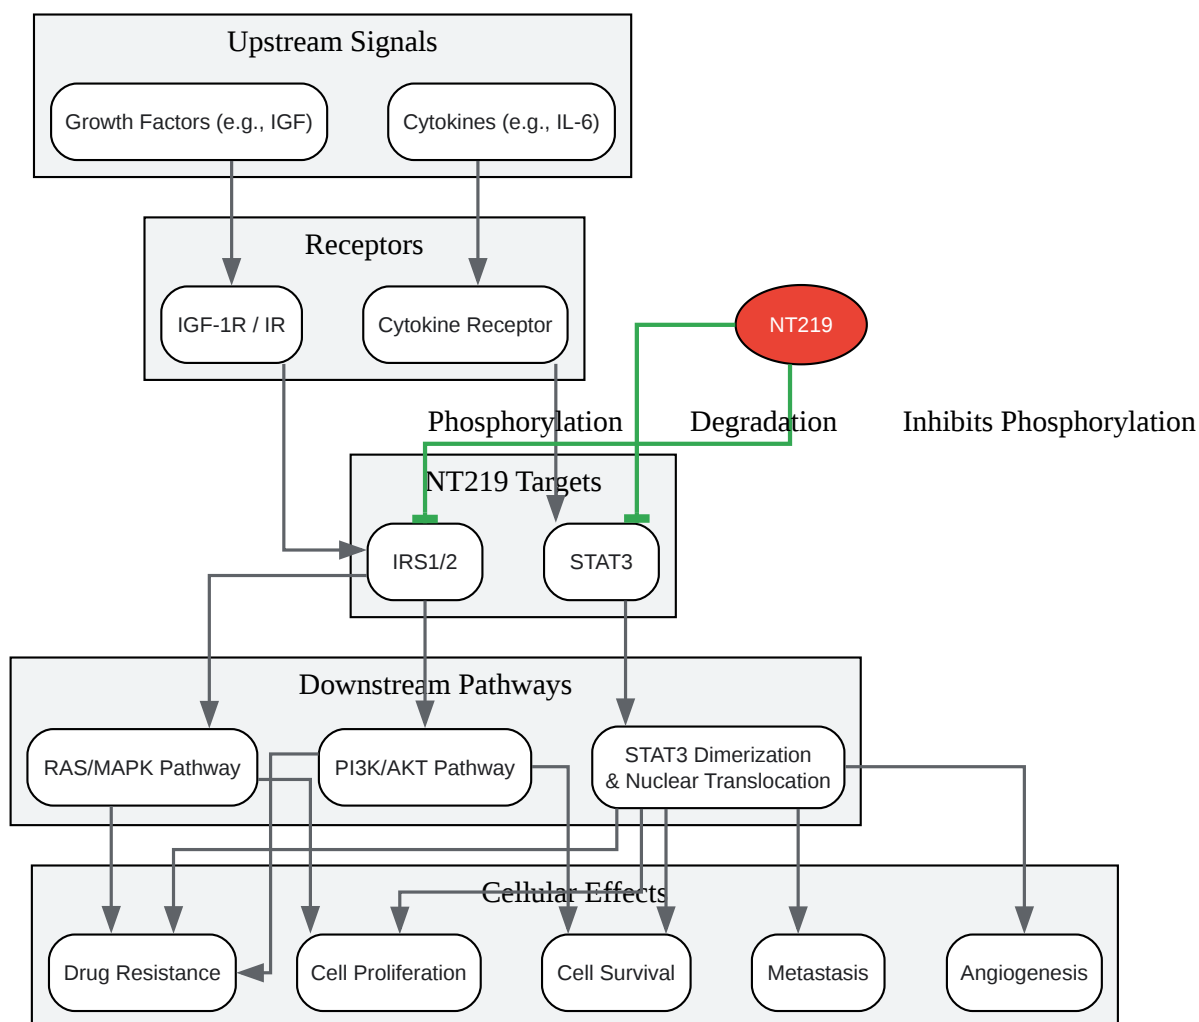 Upstream Signals
Growth Factors (e.g., IGF)
Cytokines (e.g., IL-6)
Receptors
IGF-1R / IR
Cytokine Receptor
NT219
Phosphorylation
Degradation
Inhibits Phosphorylation
NT219 Targets
IRS1/2
STAT3
Downstream Pathways
RAS/MAPK Pathway
PI3K/AKT Pathway
STAT3 Dimerization
& Nuclear Translocation
Cellular Effects
Drug Resistance
Cell Proliferation
Cell Survival
Metastasis
Angiogenesis